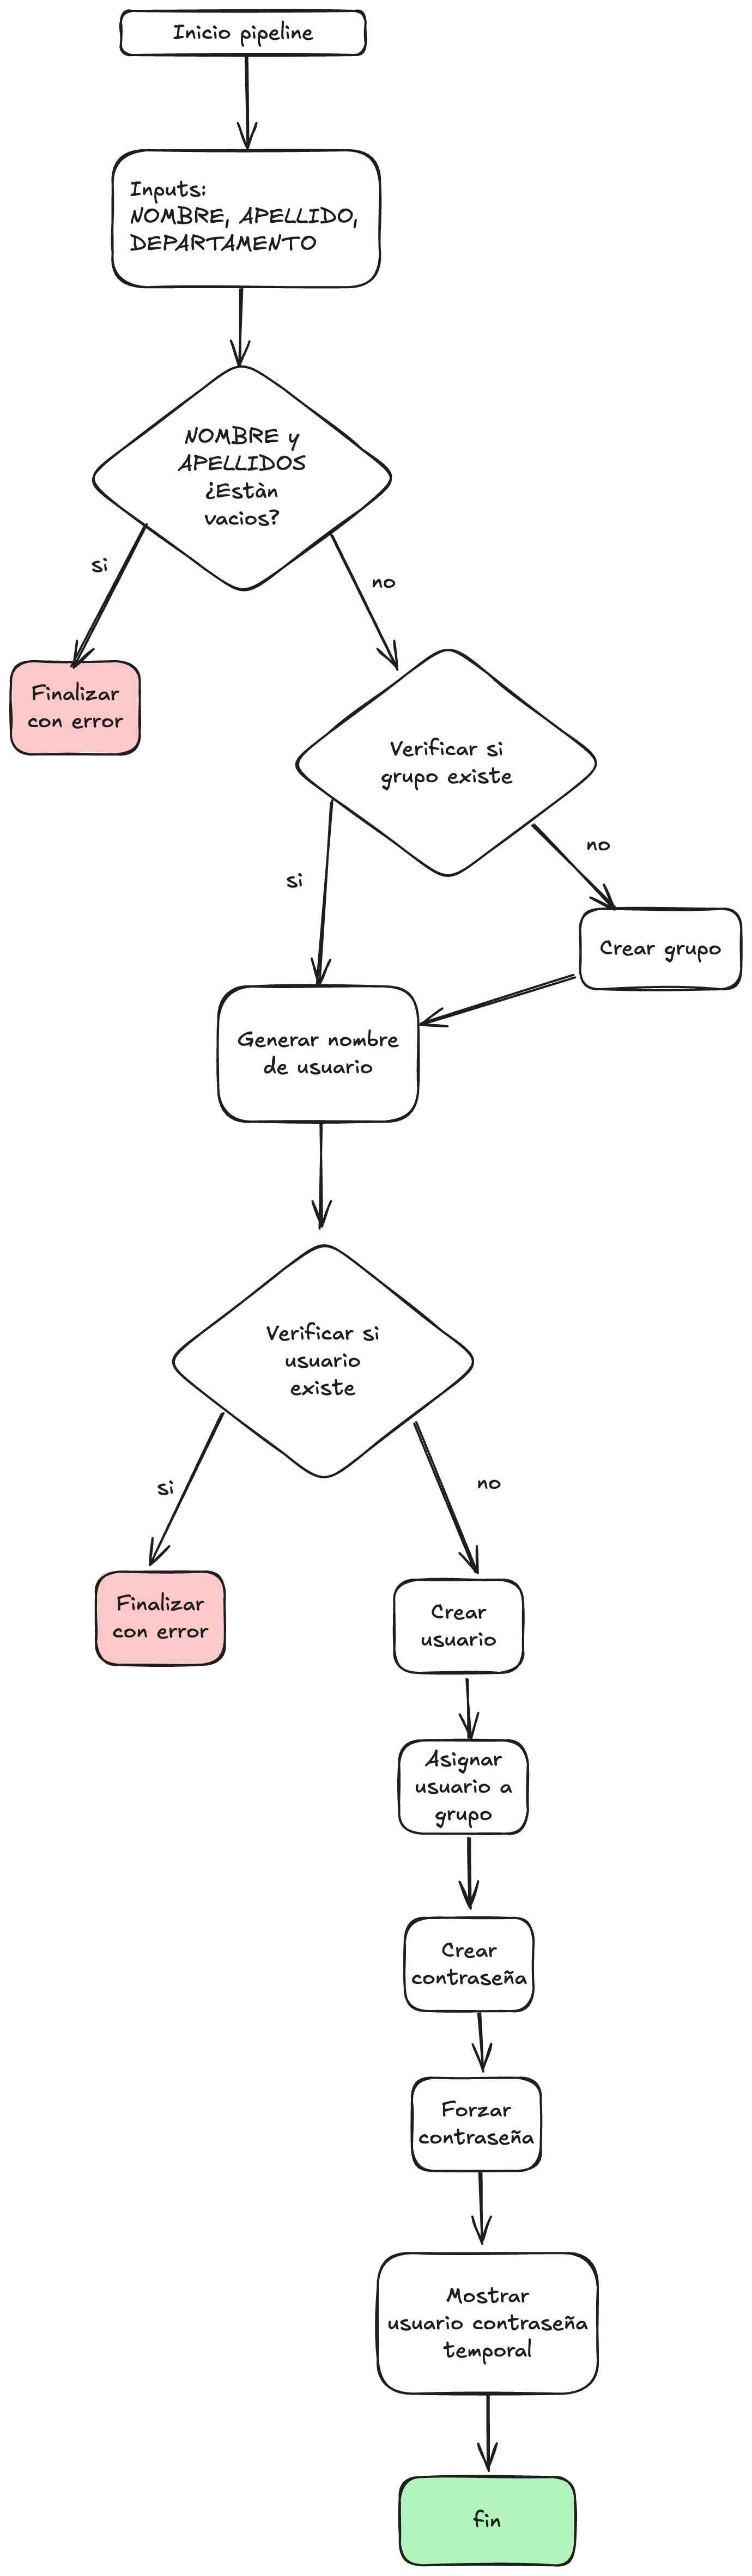 Inicio pipeline
Inputs:
NOMBRE, APELLIDO,
DEPARTAMENTO
NOMBRE y
APELLIDOS
¿Estàn
vacios?
si
no
Finalizar
con error
Verificar si
grupo existe
no
si
Crear grupo
Generar nombre
de usuario
Verificar si
usuario
existe
si
no
Finalizar
con error
Crear
usuario
Asignar
usuario a
grupo
Crear
contraseña
Forzar
contraseña
Mostrar
usuario contraseña
temporal
fin